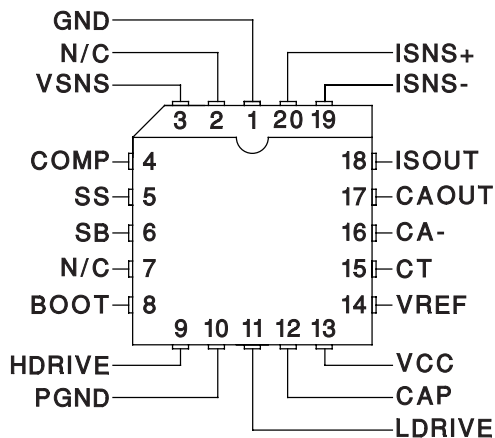 GND
N/C
ISNS+
VSNS
ISNS-
3 2 1 20 19
COMP 4
18 ISOUT
SS 5
17 CAOUT
SB 6
16 CA-
N/C 7
15 CT
BOOT 8
14 VREF
9 10 11 12 13
HDRIVE
VCC
PGND
CAP
LDRIVE